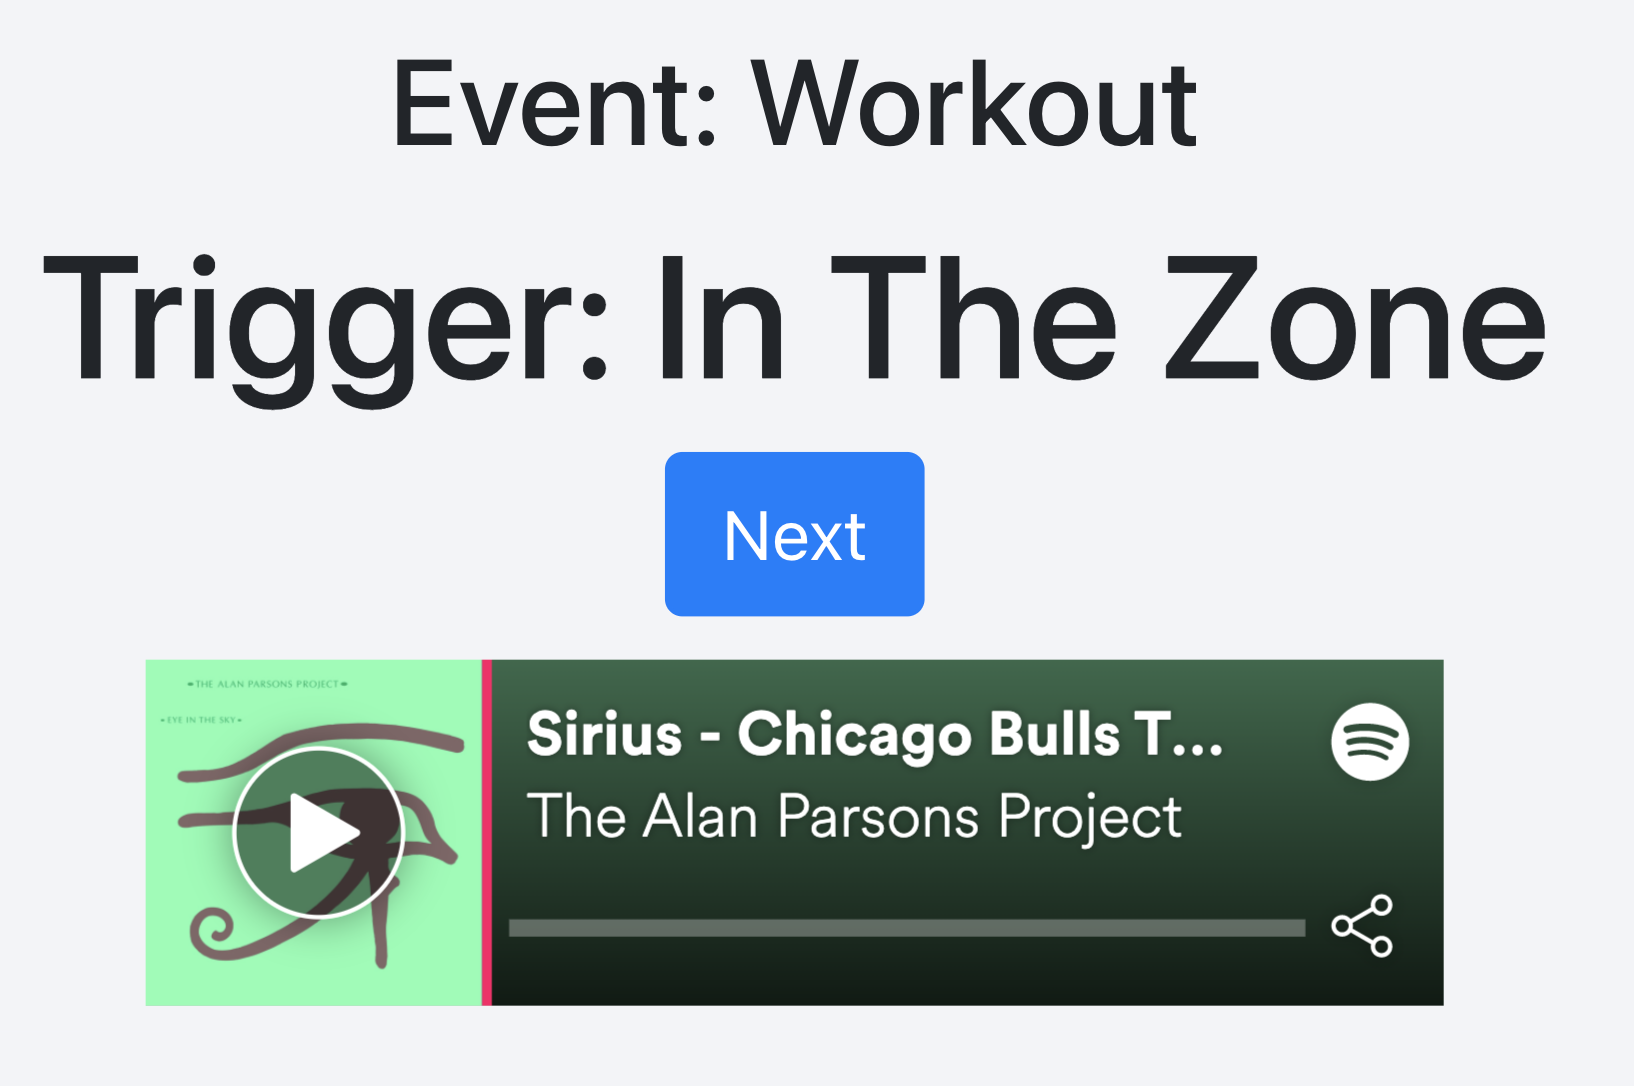 Event: Workout
Trigger: In The Zone
Next
THE ALAN PARSONS PROJECT
EYE IN THE SKY
Sirius - Chicago Bulls T...
The Alan Parsons Project